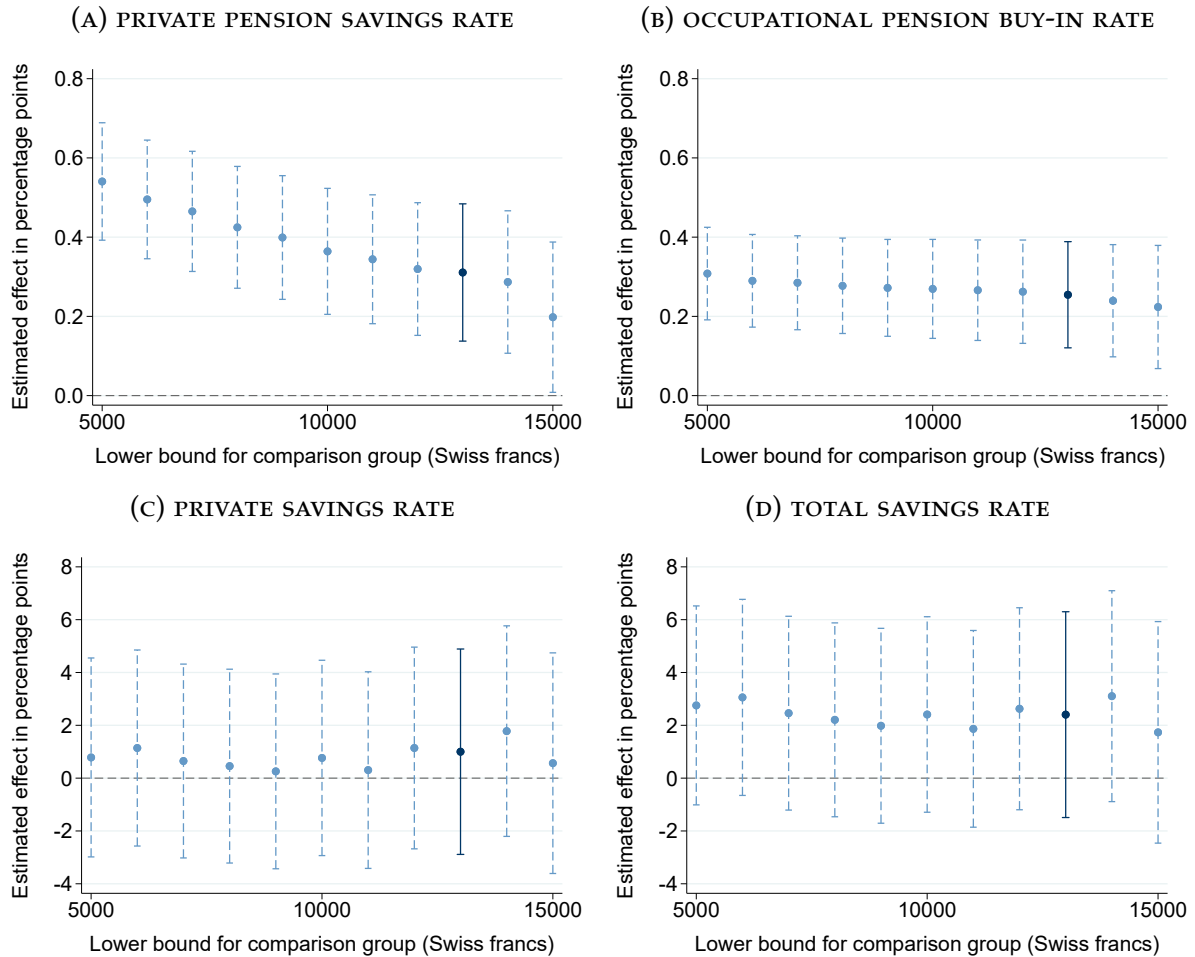 (A) PRIVATE PENSION SAVINGS RATE
Estimated effect in percentage points
0.8
0.6
0.4
0.2
0.0
5000 10000 15000
Lower bound for comparison group (Swiss francs)
(B) OCCUPATIONAL PENSION BUY-IN RATE
Estimated effect in percentage points
0.8
0.6
0.4
0.2
0.0
5000 10000 15000
Lower bound for comparison group (Swiss francs)
(C) PRIVATE SAVINGS RATE
Estimated effect in percentage points
8
6
4
2
0
-2
-4
5000 10000 15000
Lower bound for comparison group (Swiss francs)
(D) TOTAL SAVINGS RATE
Estimated effect in percentage points
8
6
4
2
0
-2
-4
5000 10000 15000
Lower bound for comparison group (Swiss francs)